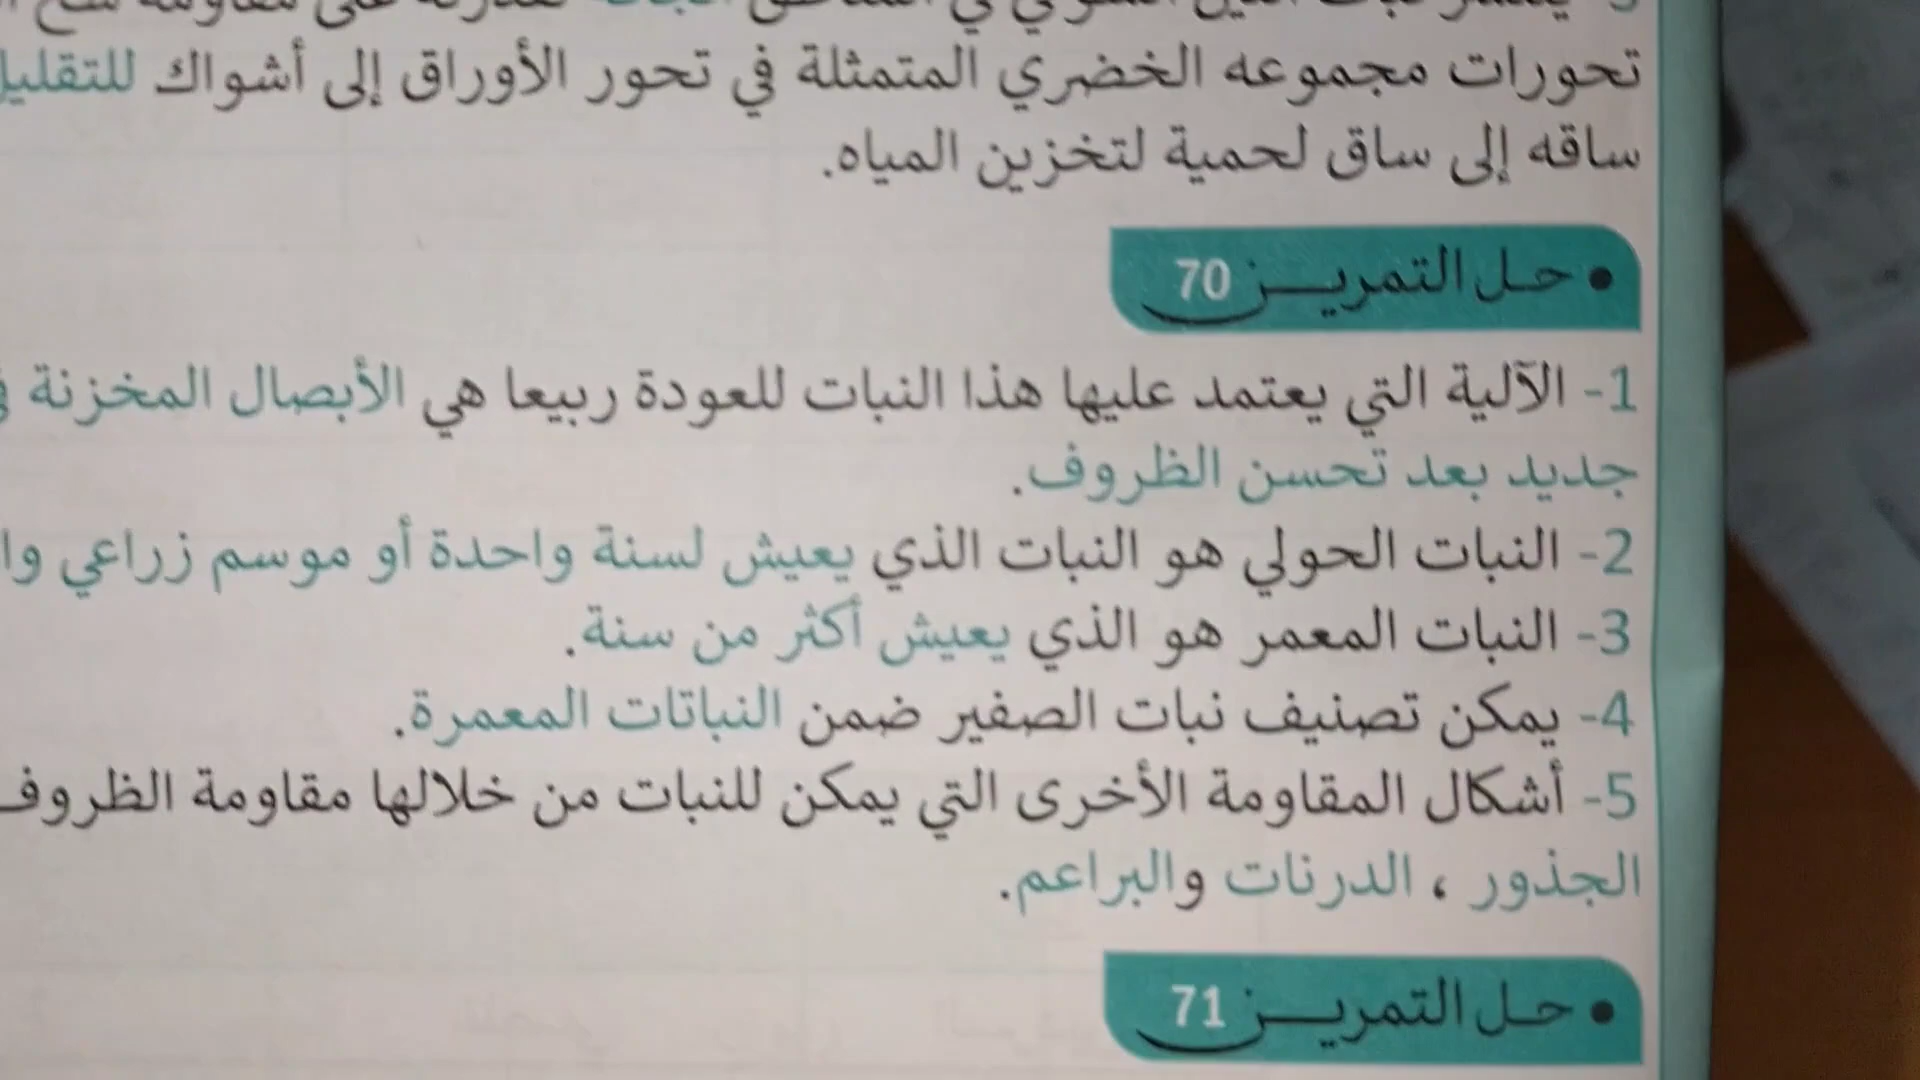 تحورات مجموعه الخضري المتمثلة في تحور الأوراق إلى أشواك للتقليل
ساقه إلى ساق لحمية لتخزين المياه.
• حل التمرين 70
1- الآلية التي يعتمد عليها هذا النبات للعودة ربيعا هي الأبصال المخزنة
جديد بعد تحسن الظروف.
2- النبات الحولي هو النبات الذي يعيش لسنة واحدة أو موسم زراعي
3- النبات المعمر هو الذي يعيش أكثر من سنة.
4- يمكن تصنيف نبات الصفير ضمن النباتات المعمرة.
5- أشكال المقاومة الأخرى التي يمكن للنبات من خلالها مقاومة الظروف
الجذور ، الدرنات والبراعم.
• حل التمرين 71